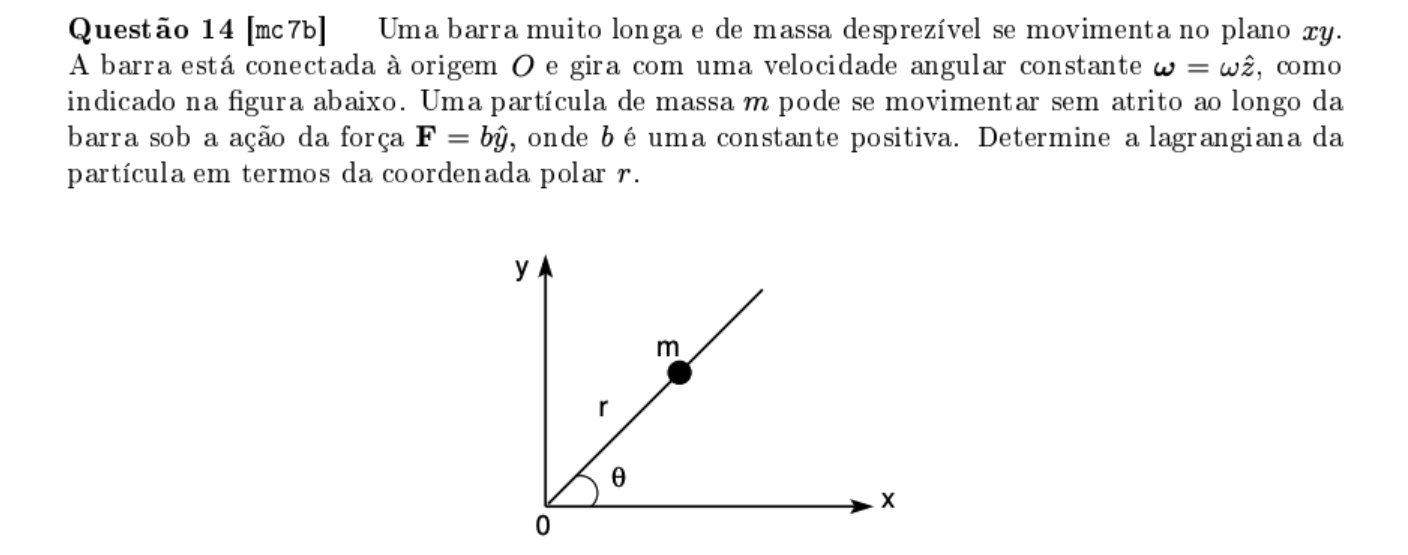 Questão 14 [mc7b] Uma barra muito longa e de massa desprezível se movimenta no plano xy.
A barra está conectada à origem O e gira com uma velocidade angular constante ω = ωẑ, como
indicado na figura abaixo. Uma partícula de massa m pode se movimentar sem atrito ao longo da
barra sob a ação da força F = bŷ, onde b é uma constante positiva. Determine a lagrangiana da
partícula em termos da coordenada polar r.
y
m
r
θ
x
0